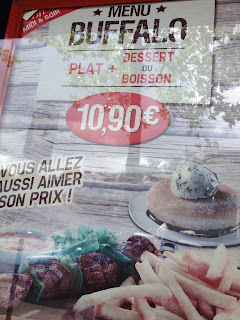 MIDI & SOIR
MENU
BUFFALO
PLAT + DESSERT
OU
BOISSON
10,90€
VOUS ALLEZ
AUSSI AIMER
SON PRIX !